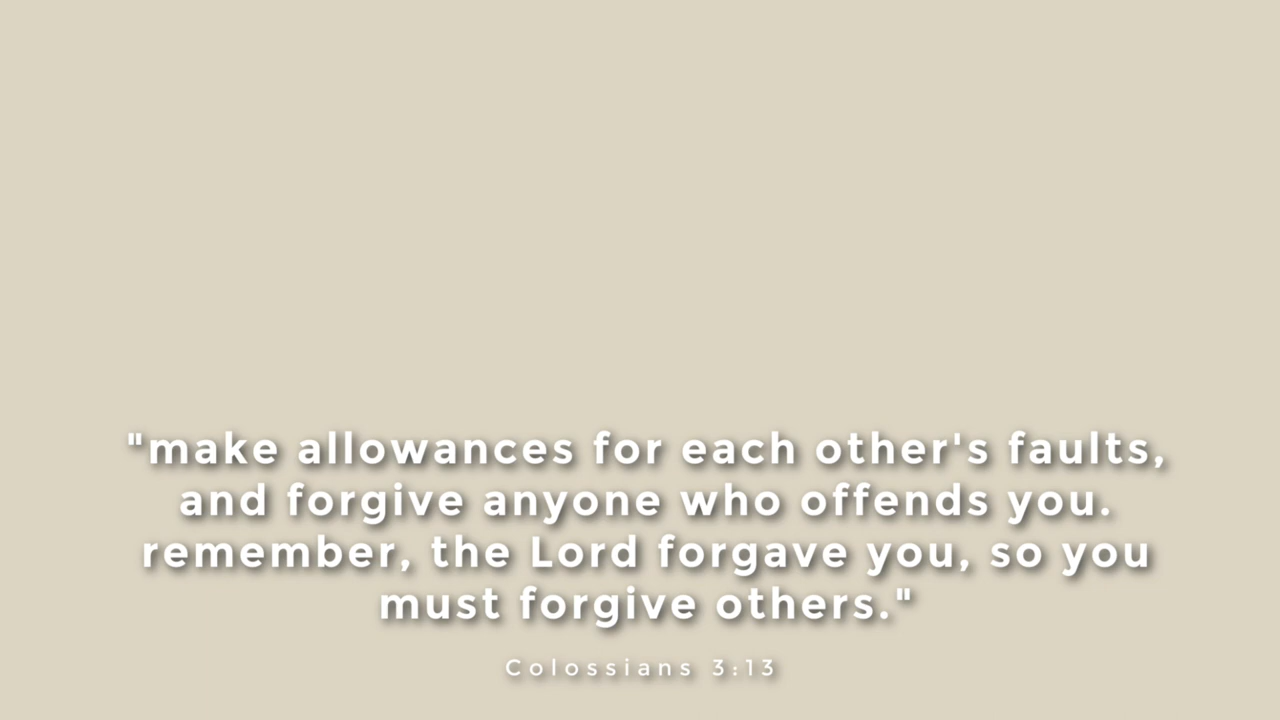 "make allowances for each other's faults,
and forgive anyone who offends you.
remember, the Lord forgave you, so you
must forgive others."
Colossians 3:13